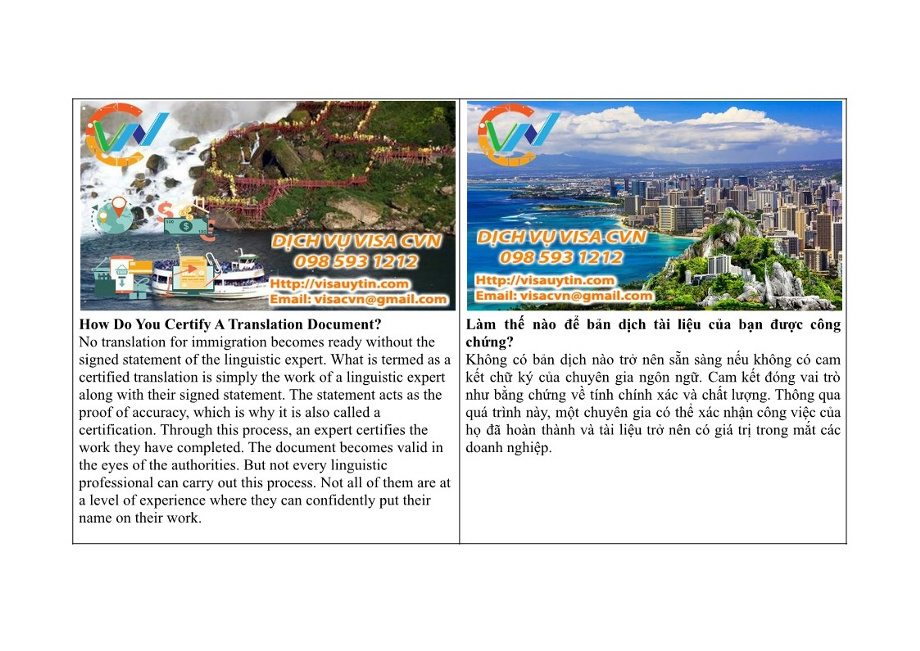 DỊCH VỤ VISA CVN
098 593 1212
Http://visauytin.com
Email: visacvn@gmail.com
How Do You Certify A Translation Document?
No translation for immigration becomes ready without the
signed statement of the linguistic expert. What is termed as a
certified translation is simply the work of a linguistic expert
along with their signed statement. The statement acts as the
proof of accuracy, which is why it is also called a
certification. Through this process, an expert certifies the
work they have completed. The document becomes valid in
the eyes of the authorities. But not every linguistic
professional can carry out this process. Not all of them are at
a level of experience where they can confidently put their
name on their work.
DỊCH VỤ VISA CVN
098 593 1212
Http://visauytin.com
Email: visacvn@gmail.com
Làm thế nào để bản dịch tài liệu của bạn được công
chứng?
Không có bản dịch nào trở nên sẵn sàng nếu không có cam
kết chữ ký của chuyên gia ngôn ngữ. Cam kết đóng vai trò
như bằng chứng về tính chính xác và chất lượng. Thông qua
quá trình này, một chuyên gia có thể xác nhận công việc của
họ đã hoàn thành và tài liệu trở nên có giá trị trong mắt các
doanh nghiệp.